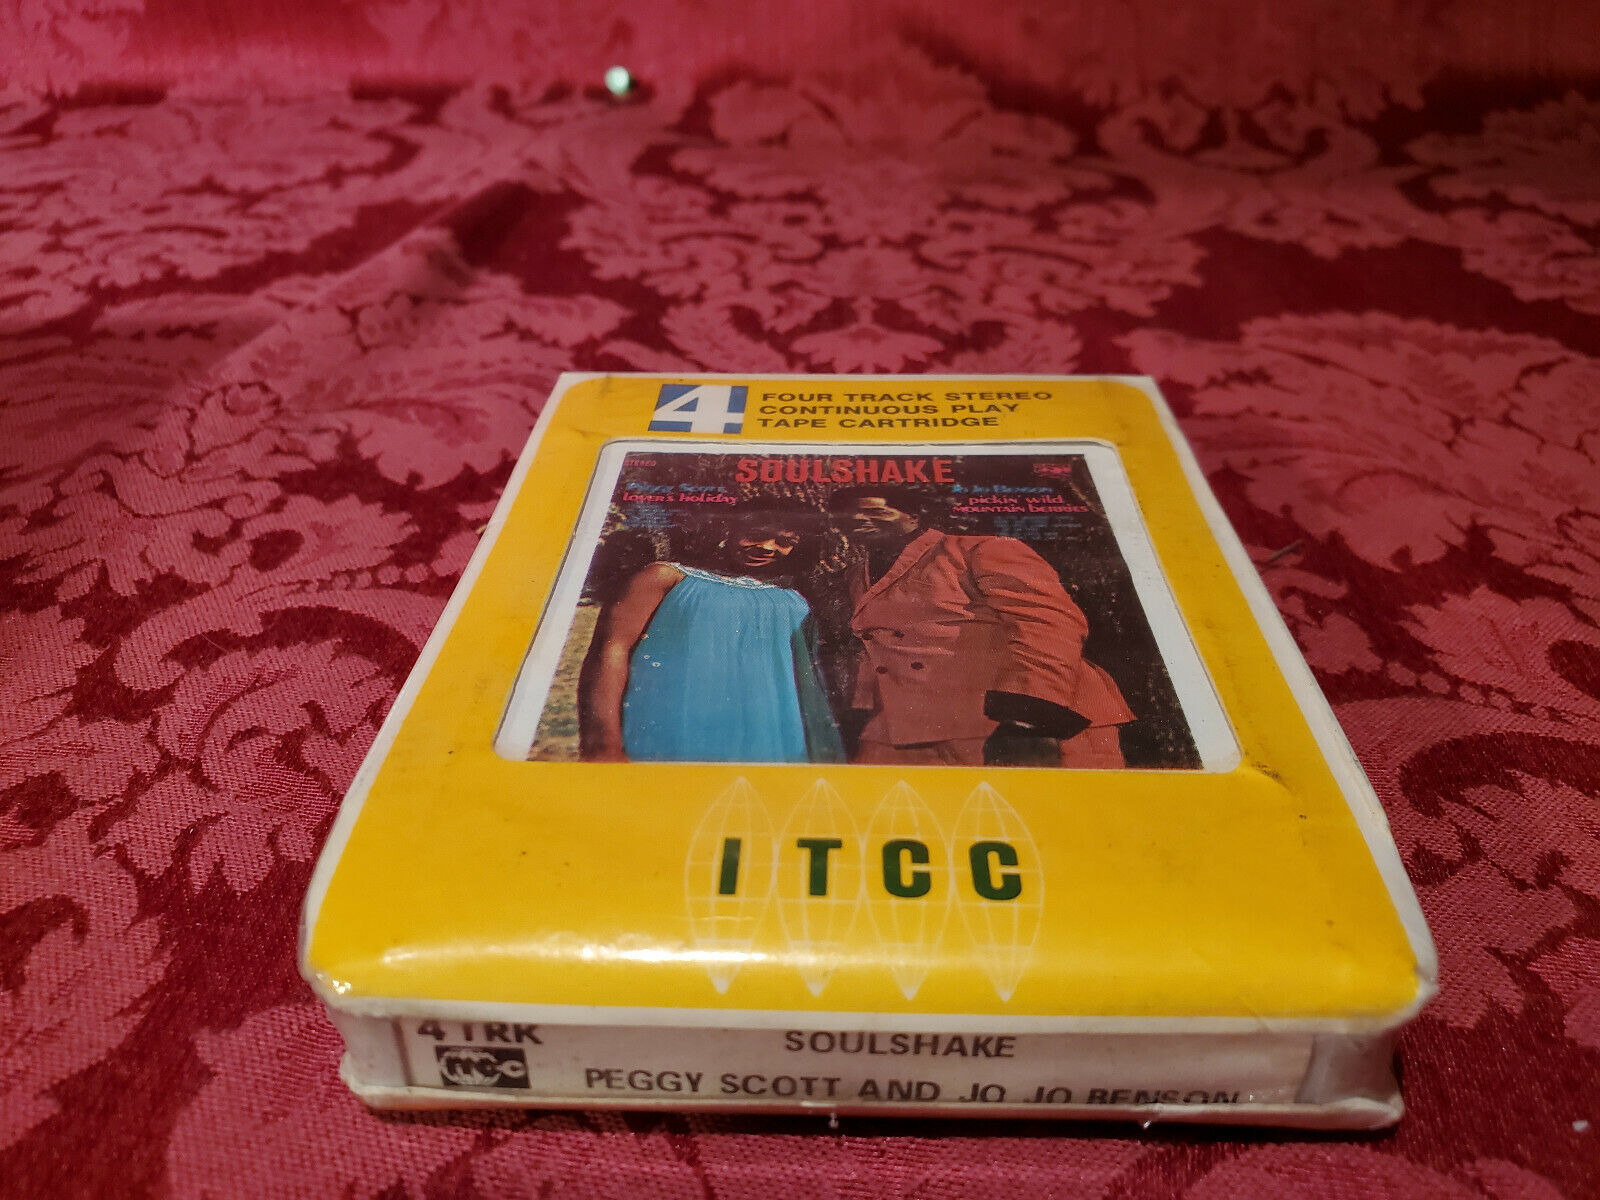 4
FOUR TRACK STEREO
CONTINUOUS PLAY
TAPE CARTRIDGE
STEREO
SOULSHAKE
Peggy Scott
Lover's Holiday
Jo Jo Benson
pickin' wild
MOUNTAIN BERRIES
ITCC
4 TRK
SOULSHAKE
ITCC
PEGGY SCOTT AND JO JO BENSON